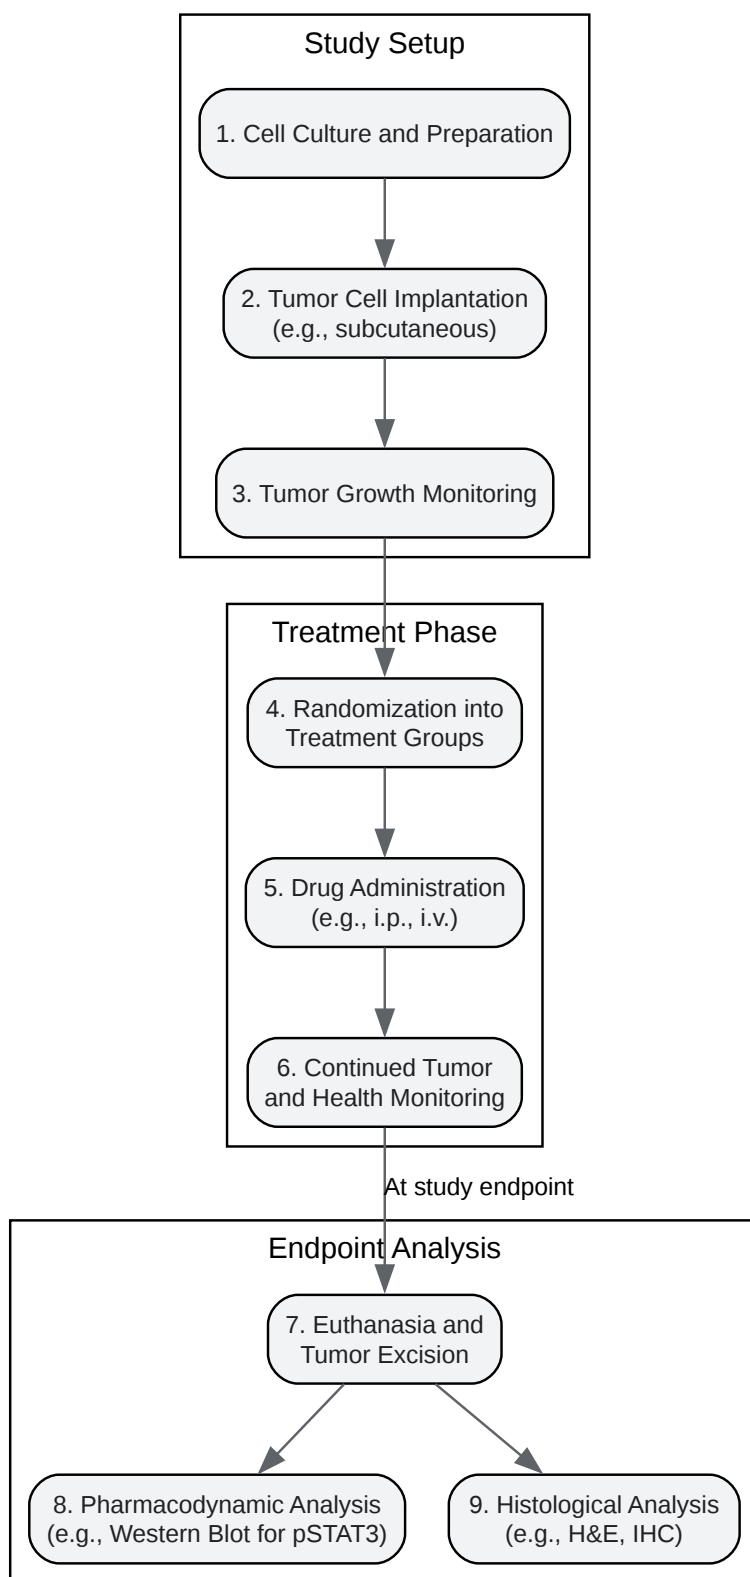 Study Setup
1. Cell Culture and Preparation
2. Tumor Cell Implantation
(e.g., subcutaneous)
3. Tumor Growth Monitoring
Treatment Phase
4. Randomization into
Treatment Groups
5. Drug Administration
(e.g., i.p., i.v.)
6. Continued Tumor
and Health Monitoring
At study endpoint
Endpoint Analysis
7. Euthanasia and
Tumor Excision
8. Pharmacodynamic Analysis
(e.g., Western Blot for pSTAT3)
9. Histological Analysis
(e.g., H&E, IHC)